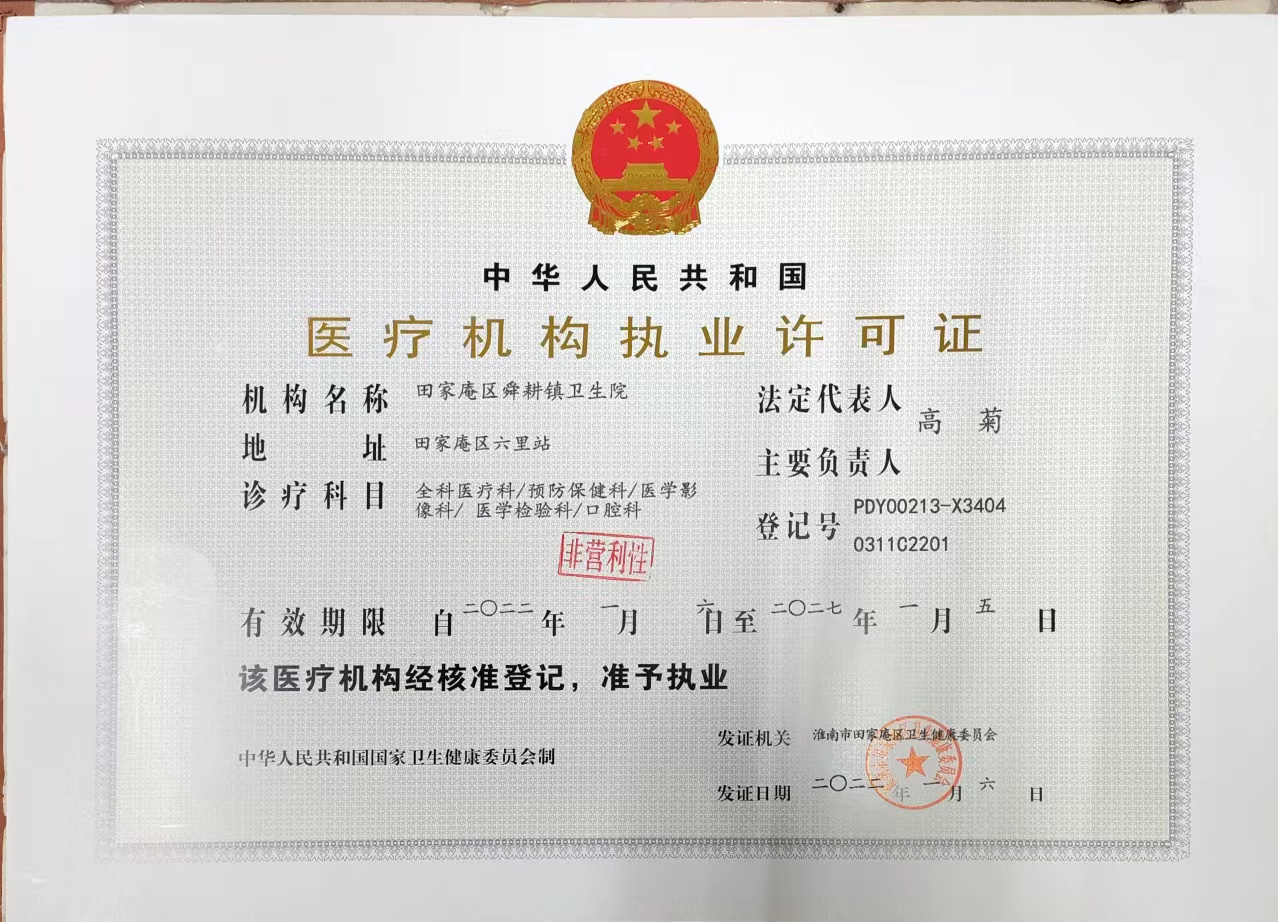 中华人民共和国
医疗机构执业许可证
机构名称 田家庵区舜耕镇卫生院
地址 田家庵区六里站
诊疗科目 全科医疗科/预防保健科/医学影
像科/ 医学检验科/口腔科
非营利性
法定代表人
高菊
主要负责人
登记号 PDY00213-X3404
0311C2201
有效期限 自二〇二二年一月六日至二〇二七年一月五日
该医疗机构经核准登记，准予执业
中华人民共和国国家卫生健康委员会制
发证机关 淮南市田家庵区卫生健康委员会
发证日期 二〇二二年一月六日